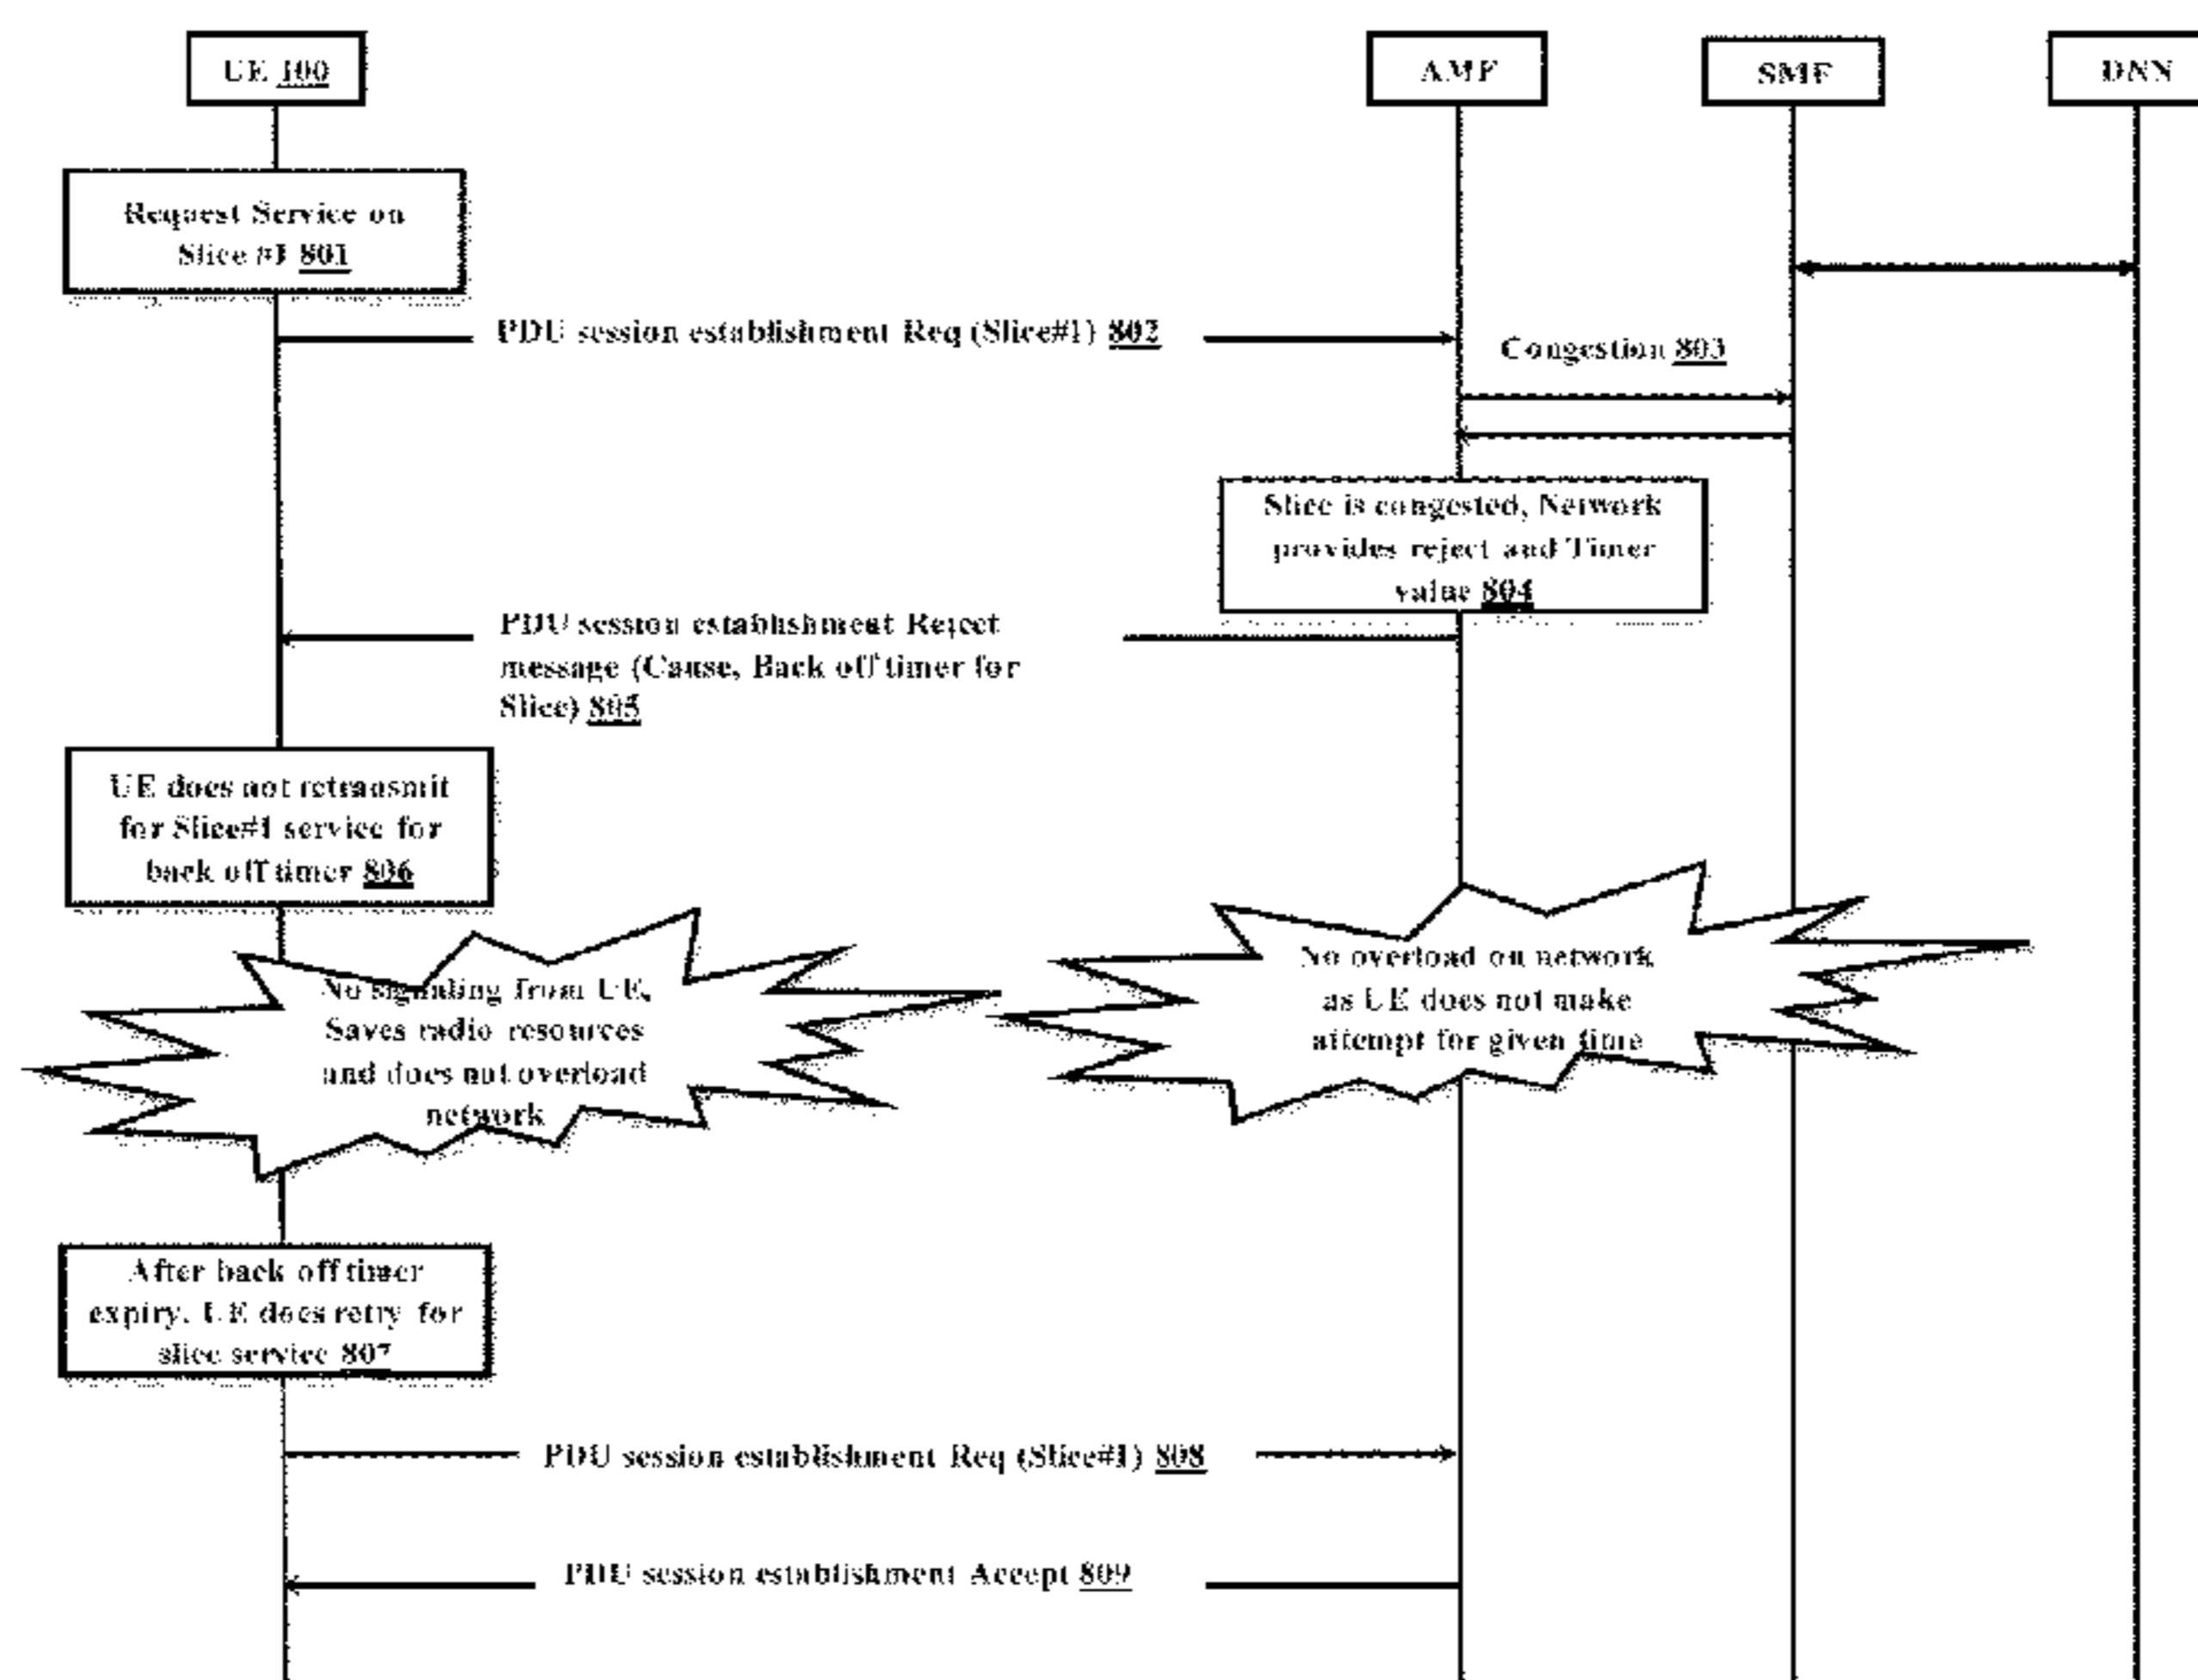 UE 100
AMF
SMF
DNN
Request Service on
Slice #1 801
PDU session establishment Req (Slice#1) 802
Congestion 803
Slice is congested, Network
provides reject and Timer
value 804
PDU session establishment Reject
message (Cause, Back off timer for
Slice) 805
UE does not retransmit
for Slice#1 service for
back off timer 806
No signaling from UE,
Saves radio resources
and does not overload
network
No overload on network
as UE does not make
attempt for given time
After back off timer
expiry, UE does retry for
slice service 807
PDU session establishment Req (Slice#1) 808
PDU session establishment Accept 809